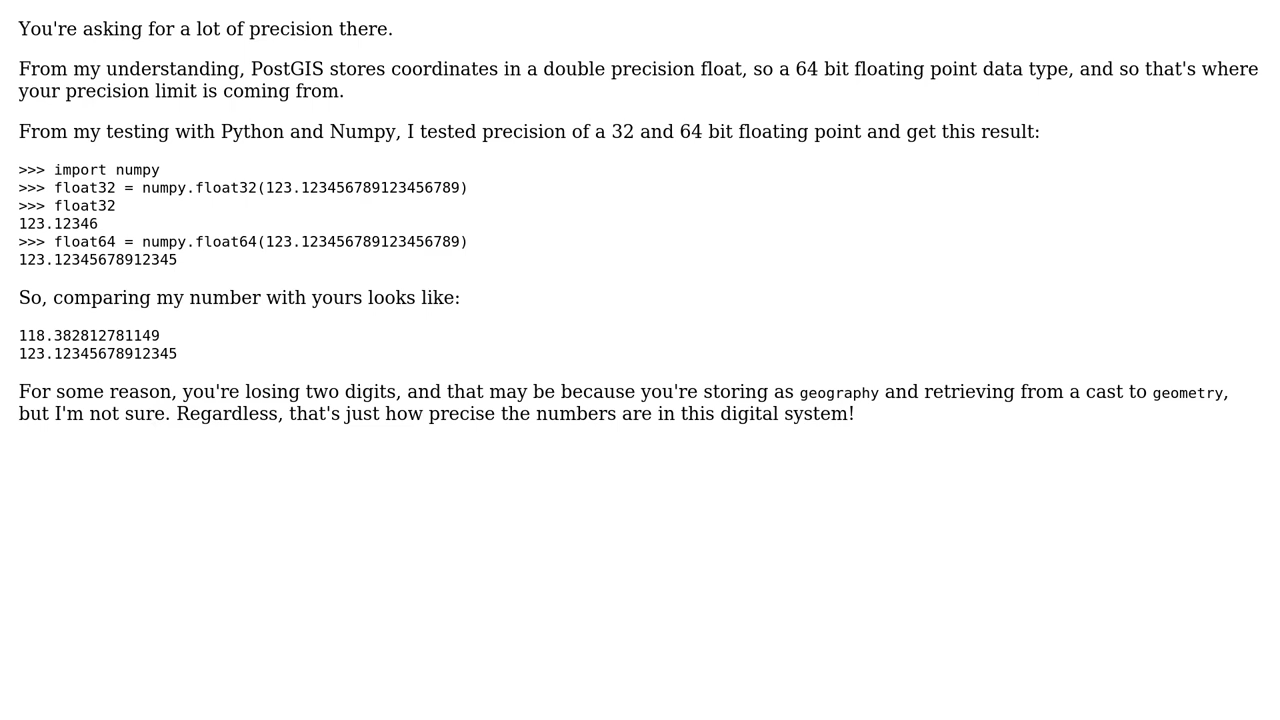 You're asking for a lot of precision there.
From my understanding, PostGIS stores coordinates in a double precision float, so a 64 bit floating point data type, and so that's where
your precision limit is coming from.
From my testing with Python and Numpy, I tested precision of a 32 and 64 bit floating point and get this result:
>>> import numpy
>>> float32 = numpy.float32(123.123456789123456789)
>>> float32
123.12346
>>> float64 = numpy.float64(123.123456789123456789)
123.12345678912345
So, comparing my number with yours looks like:
118.382812781149
123.12345678912345
For some reason, you're losing two digits, and that may be because you're storing as geography and retrieving from a cast to geometry,
but I'm not sure. Regardless, that's just how precise the numbers are in this digital system!